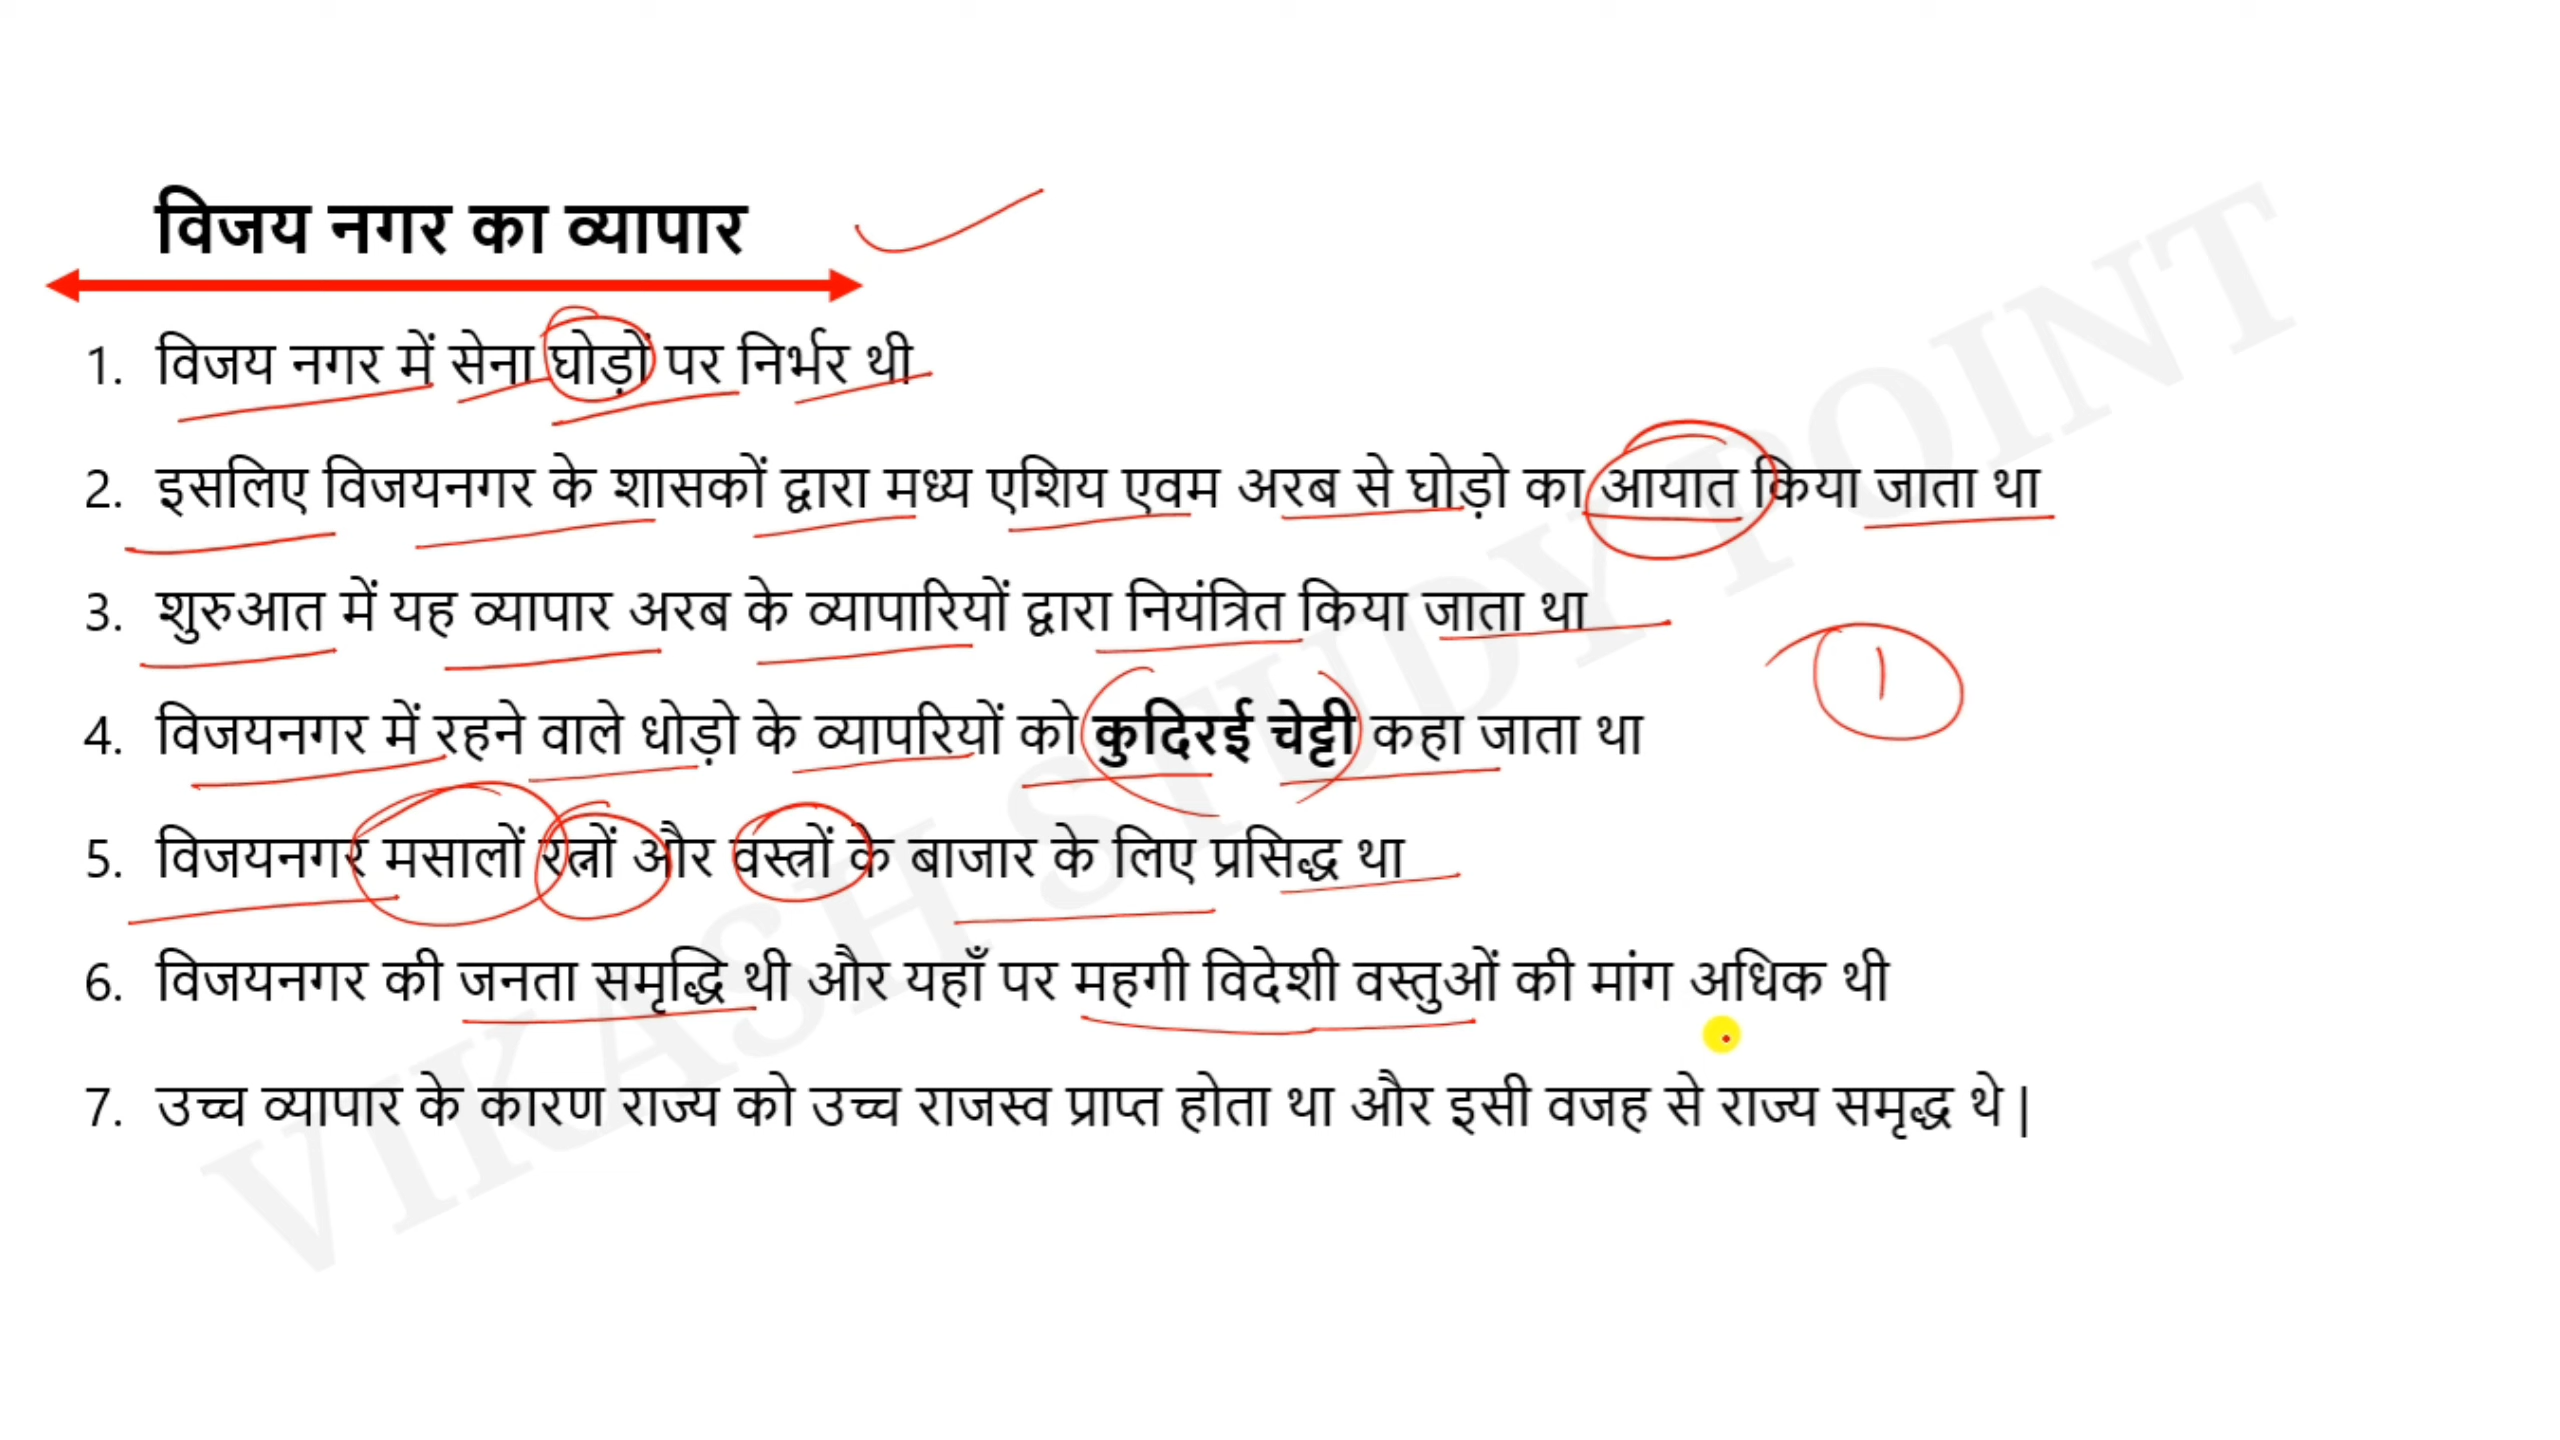 विजय नगर का व्यापार
1. विजय नगर में सेना घोड़ों पर निर्भर थी
2. इसलिए विजयनगर के शासकों द्वारा मध्य एशिय एवम अरब से घोड़ो का आयात किया जाता था
3. शुरुआत में यह व्यापार अरब के व्यापारियों द्वारा नियंत्रित किया जाता था
1
4. विजयनगर में रहने वाले धोड़ो के व्यापरियों को कुदिरई चेट्टी कहा जाता था
5. विजयनगर मसालों रत्नों और वस्त्रों के बाजार के लिए प्रसिद्ध था
6. विजयनगर की जनता समृद्धि थी और यहाँ पर महगी विदेशी वस्तुओं की मांग अधिक थी
7. उच्च व्यापार के कारण राज्य को उच्च राजस्व प्राप्त होता था और इसी वजह से राज्य समृद्ध थे |
VIKASH STUDY POINT